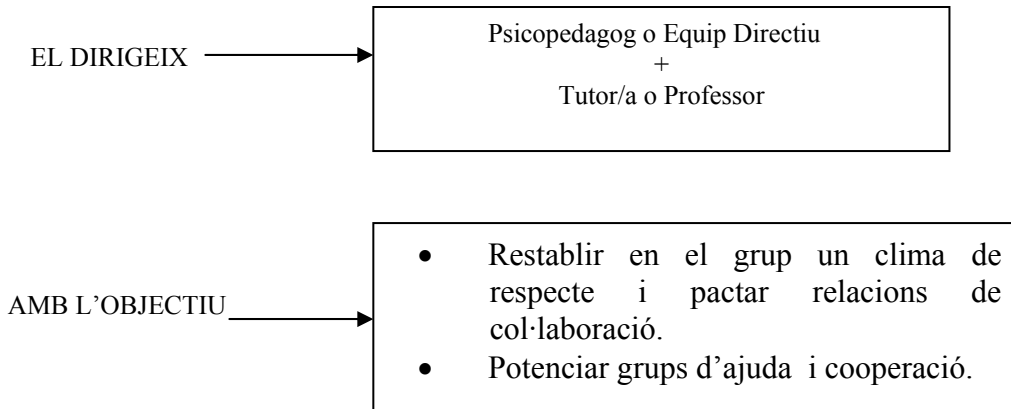 EL DIRIGEIX
Psicopedagog o Equip Directiu
+
Tutor/a o Professor
AMB L’OBJECTIU
• Restablir en el grup un clima de
respecte i pactar relacions de
col·laboració.
• Potenciar grups d’ajuda i cooperació.